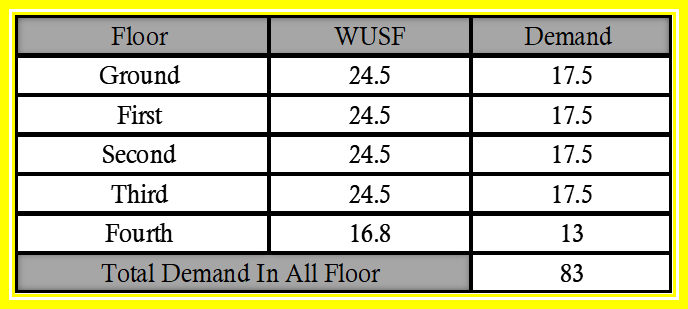 Floor WUSF Demand
Ground 24.5 17.5
First 24.5 17.5
Second 24.5 17.5
Third 24.5 17.5
Fourth 16.8 13
Total Demand In All Floor 83